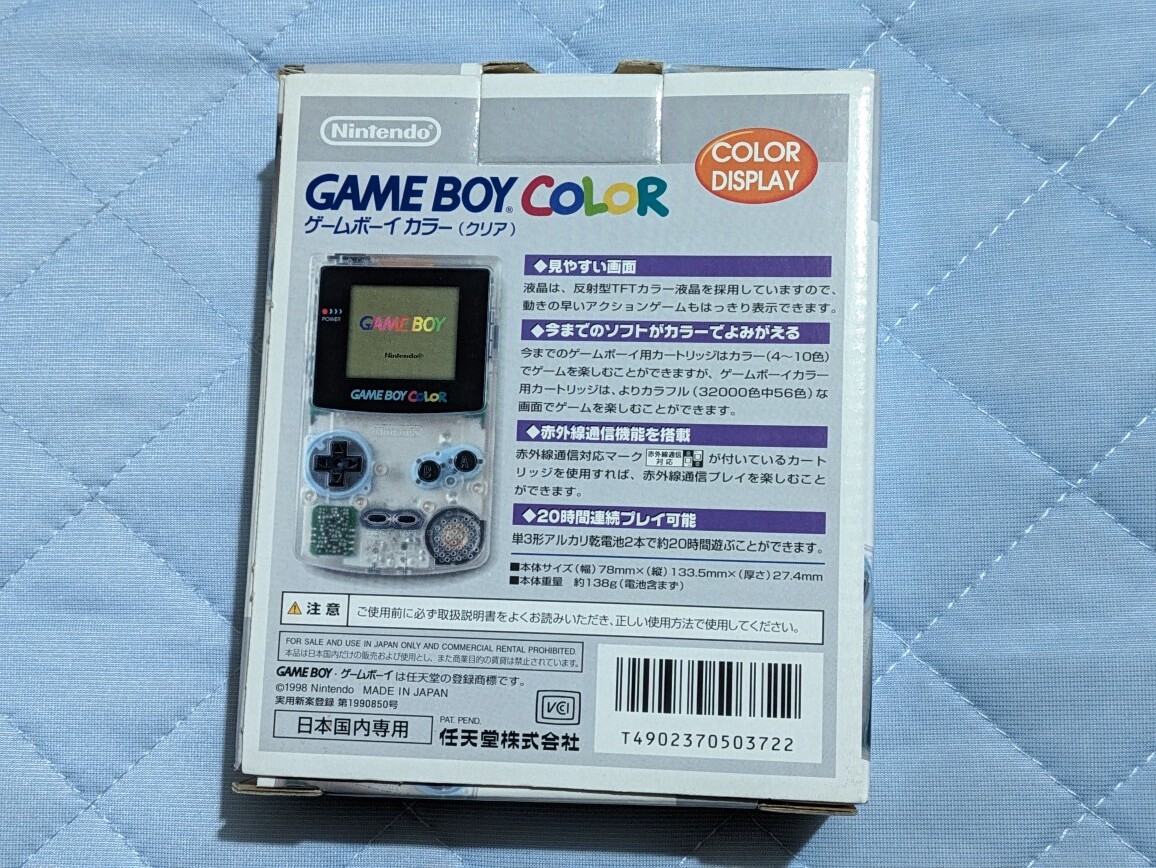 Nintendo®
COLOR
DISPLAY
GAME BOY® COLOR
ゲームボーイ カラー（クリア）
POWER
GAME BOY
Nintendo®
GAME BOY COLOR
B
A
◆見やすい画面
液晶は、反射型TFTカラー液晶を採用していますので、
動きの早いアクションゲームもはっきり表示できます。
◆今までのソフトがカラーでよみがえる
今までのゲームボーイ用カートリッジはカラー（4〜10色）
でゲームを楽しむことができますが、ゲームボーイカラー
用カートリッジは、よりカラフル（32000色中56色）な
画面でゲームを楽しむことができます。
◆赤外線通信機能を搭載
赤外線通信対応マーク 赤外線通信対応 が付いているカート
リッジを使用すれば、赤外線通信プレイを楽しむこと
ができます。
◆20時間連続プレイ可能
単3形アルカリ乾電池2本で約20時間遊ぶことができます。
■本体サイズ（幅）78mm×（縦）133.5mm×（厚さ）27.4mm
■本体重量 約138g（電池含まず）
注意 ご使用前に必ず取扱説明書をよくお読みいただき、正しい使用方法で使用してください。
FOR SALE AND USE IN JAPAN ONLY AND COMMERCIAL RENTAL PROHIBITED.
本品は日本国内だけの販売および使用とし、また商業目的の賃貸は禁止されています。
GAME BOY・ゲームボーイは任天堂の登録商標です。
©1998 Nintendo MADE IN JAPAN
実用新案登録 第1990850号
PAT. PEND.
日本国内専用
任天堂株式会社
VCI
T4902370503722